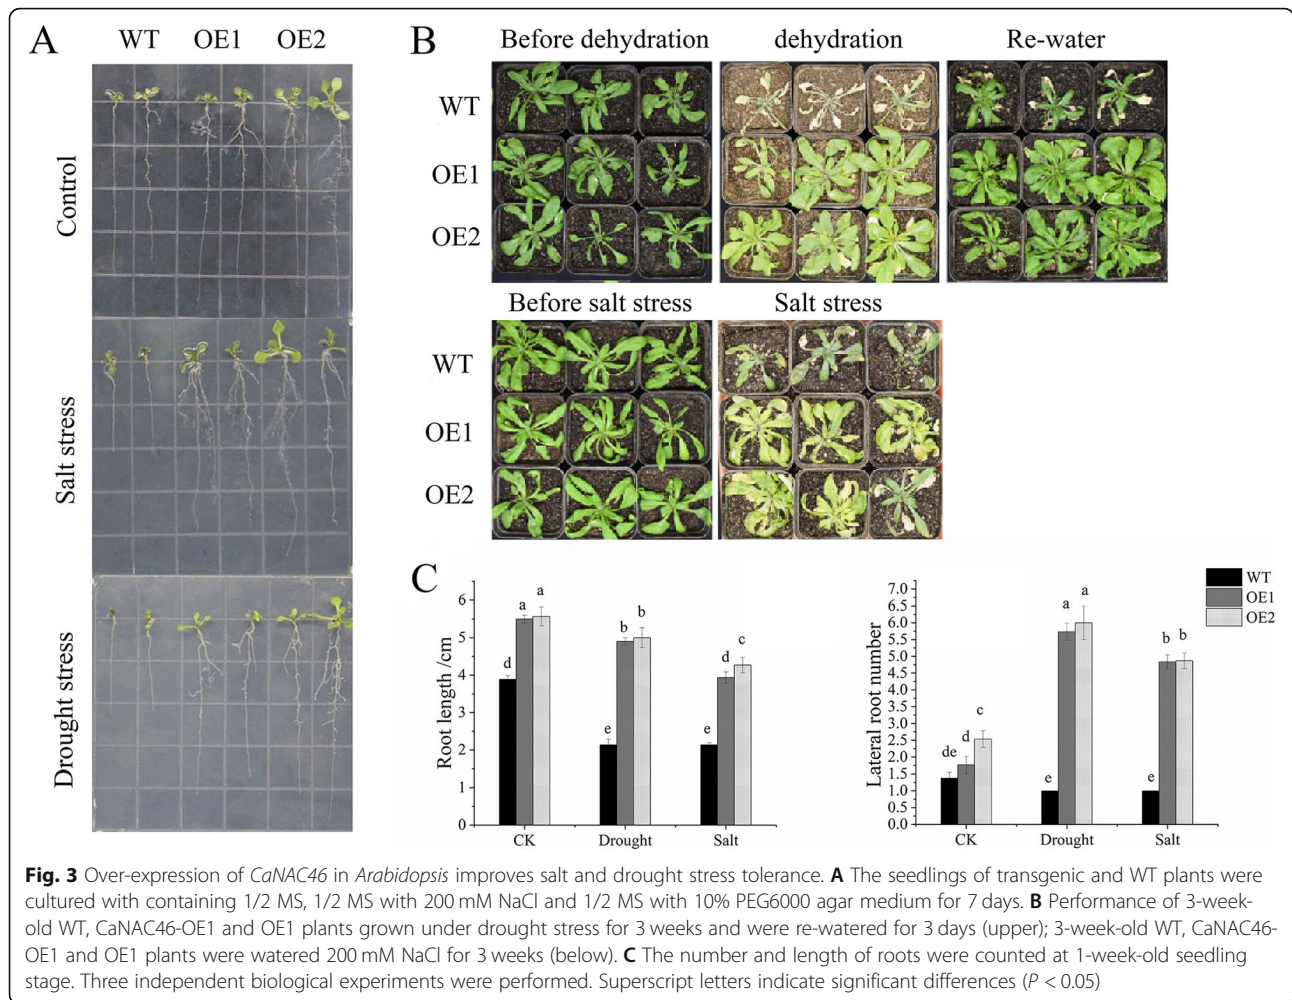 A
WT OE1 OE2
Control
Salt stress
Drought stress
B
Before dehydration dehydration Re-water
WT
OE1
OE2
Before salt stress Salt stress
WT
OE1
OE2
C
Root length /cm
6
5
4
3
2
1
0
d a a
e b b
e d c
CK Drought Salt
Lateral root number
7.0
6.5
6.0
5.5
5.0
4.5
4.0
3.5
3.0
2.5
2.0
1.5
1.0
0.5
0.0
de d c
e a a
e b b
CK Drought Salt
WT
OE1
OE2
Fig. 3 Over-expression of CaNAC46 in Arabidopsis improves salt and drought stress tolerance. A The seedlings of transgenic and WT plants were
cultured with containing 1/2 MS, 1/2 MS with 200 mM NaCl and 1/2 MS with 10% PEG6000 agar medium for 7 days. B Performance of 3-week-
old WT, CaNAC46-OE1 and OE1 plants grown under drought stress for 3 weeks and were re-watered for 3 days (upper); 3-week-old WT, CaNAC46-
OE1 and OE1 plants were watered 200 mM NaCl for 3 weeks (below). C The number and length of roots were counted at 1-week-old seedling
stage. Three independent biological experiments were performed. Superscript letters indicate significant differences (P < 0.05)